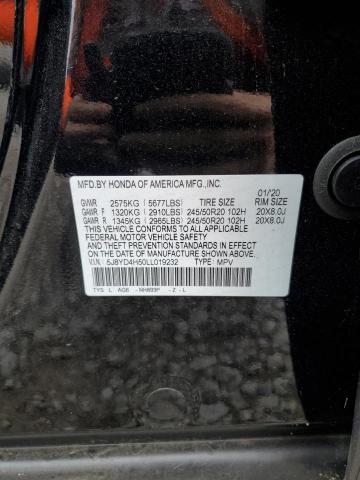 MFD.BY HONDA OF AMERICA MFG.,INC. 01/20
GVWR 2575KG (5677LBS) TIRE SIZE RIM SIZE
GAWR F 1320KG (2910LBS) 245/50R20 102H 20X8.0J
GAWR R 1345KG (2965LBS) 245/50R20 102H 20X8.0J
THIS VEHICLE CONFORMS TO ALL APPLICABLE
FEDERAL MOTOR VEHICLE SAFETY
AND THEFT PREVENTION STANDARDS IN EFFECT
ON THE DATE OF MANUFACTURE SHOWN ABOVE.
V.I.N: 5J8YD4H50LL019232 TYPE: MPV
TYS L AGB -NH893P -Z - L